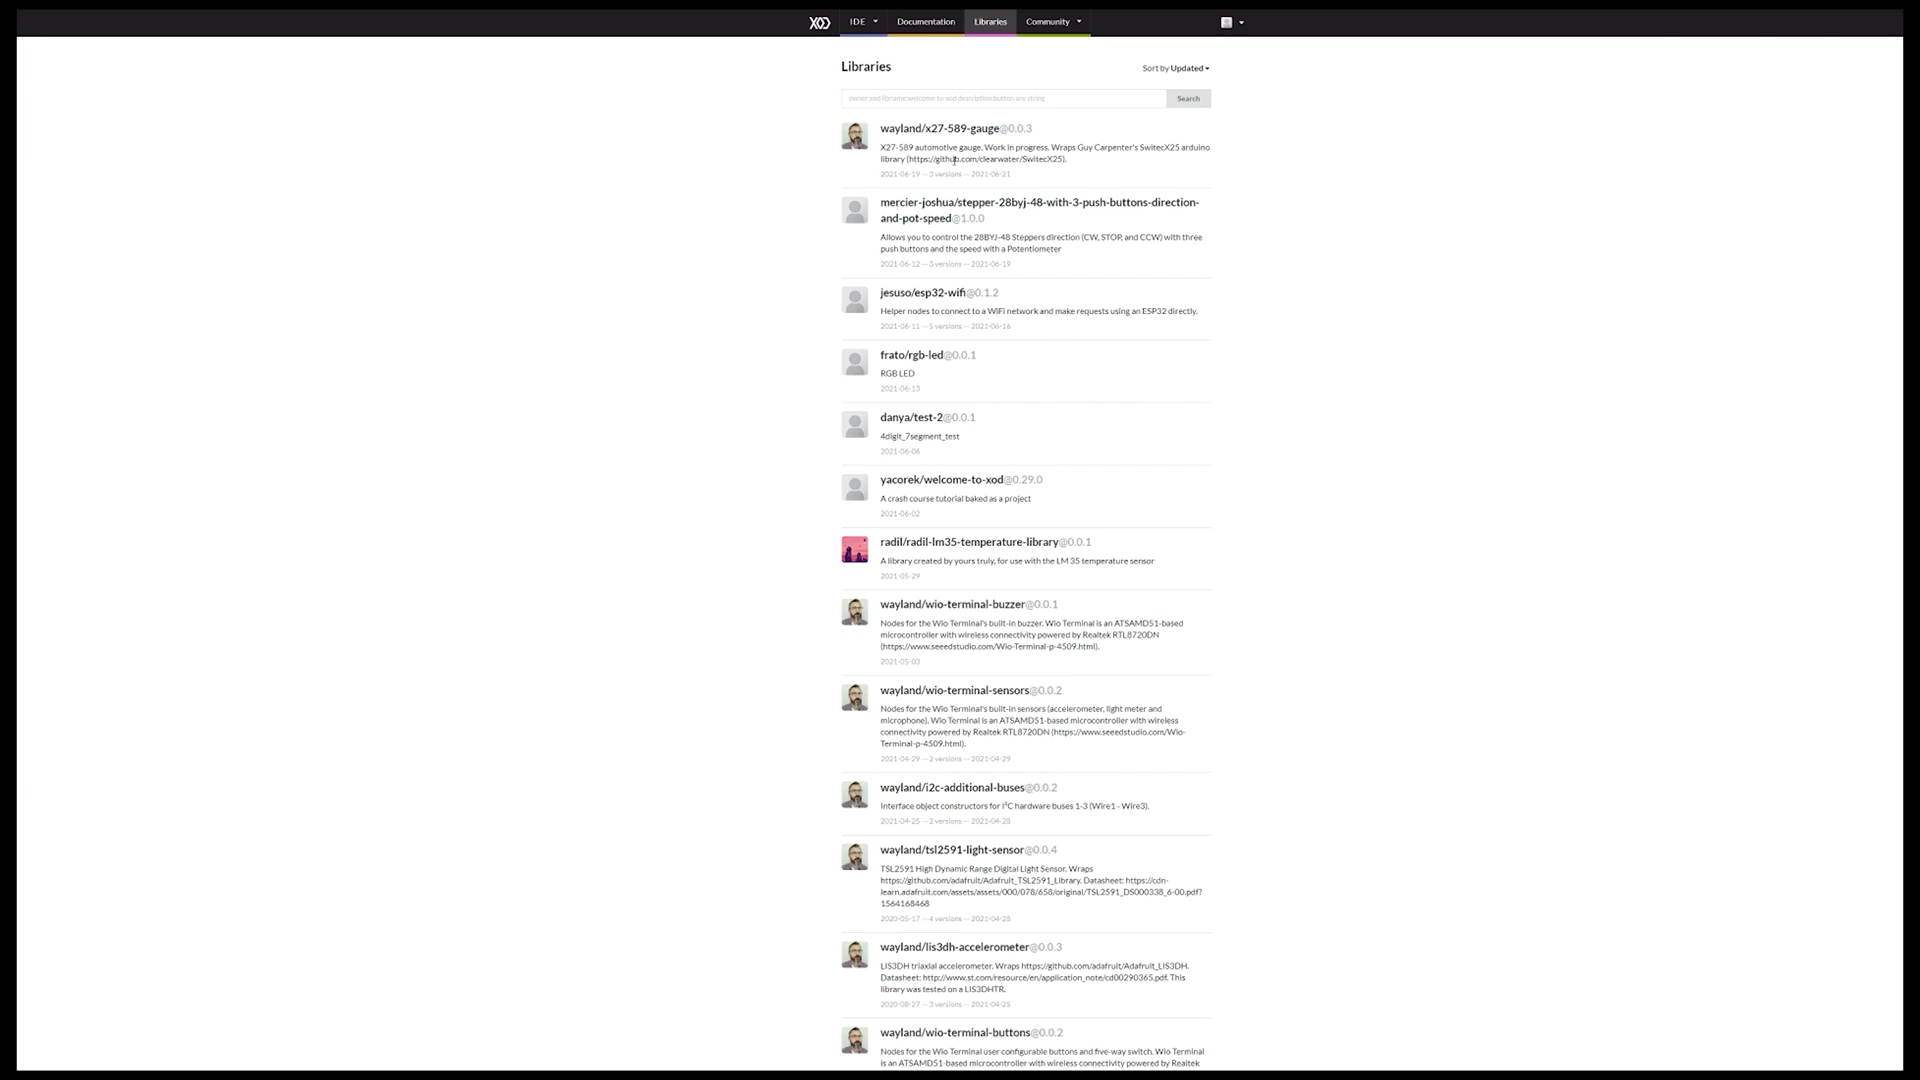 XOD IDE Documentation Libraries Community
Libraries
Sort by Updated
owner:xod libname:welcome-to-xod description:button any string
Search
wayland/x27-589-gauge@0.0.3
X27-589 automotive gauge. Work in progress. Wraps Guy Carpenter's SwitecX25 arduino
library (https://github.com/clearwater/SwitecX25).
2021-06-19 — 3 versions — 2021-06-21
mercier-joshua/stepper-28byj-48-with-3-push-buttons-direction-
and-pot-speed@1.0.0
Allows you to control the 28BYJ-48 Steppers direction (CW, STOP, and CCW) with three
push buttons and the speed with a Potentiometer
2021-06-12 — 3 versions — 2021-06-19
jesuso/esp32-wifi@0.1.2
Helper nodes to connect to a WiFi network and make requests using an ESP32 directly.
2021-06-11 — 5 versions — 2021-06-16
frato/rgb-led@0.0.1
RGB LED
2021-06-13
danya/test-2@0.0.1
4digit_7segment_test
2021-06-06
yacorek/welcome-to-xod@0.29.0
A crash course tutorial baked as a project
2021-06-02
radil/radil-lm35-temperature-library@0.0.1
A library created by yours truly, for use with the LM 35 temperature sensor
2021-05-29
wayland/wio-terminal-buzzer@0.0.1
Nodes for the Wio Terminal's built-in buzzer. Wio Terminal is an ATSAMD51-based
microcontroller with wireless connectivity powered by Realtek RTL8720DN
(https://www.seeedstudio.com/Wio-Terminal-p-4509.html).
2021-05-03
wayland/wio-terminal-sensors@0.0.2
Nodes for the Wio Terminal's built-in sensors (accelerometer, light meter and
microphone). Wio Terminal is an ATSAMD51-based microcontroller with wireless
connectivity powered by Realtek RTL8720DN (https://www.seeedstudio.com/Wio-
Terminal-p-4509.html).
2021-04-29 — 2 versions — 2021-04-29
wayland/i2c-additional-buses@0.0.2
Interface object constructors for I²C hardware buses 1-3 (Wire1 - Wire3).
2021-04-25 — 2 versions — 2021-04-28
wayland/tsl2591-light-sensor@0.0.4
TSL2591 High Dynamic Range Digital Light Sensor. Wraps
https://github.com/adafruit/Adafruit_TSL2591_Library. Datasheet: https://cdn-
learn.adafruit.com/assets/assets/000/078/658/original/TSL2591_DS000338_6-00.pdf?
1564168468
2020-05-17 — 4 versions — 2021-04-28
wayland/lis3dh-accelerometer@0.0.3
LIS3DH triaxial accelerometer. Wraps https://github.com/adafruit/Adafruit_LIS3DH.
Datasheet: http://www.st.com/resource/en/application_note/cd00290365.pdf. This
library was tested on a LIS3DHTR.
2020-08-27 — 3 versions — 2021-04-25
wayland/wio-terminal-buttons@0.0.2
Nodes for the Wio Terminal user configurable buttons and five-way switch. Wio Terminal
is an ATSAMD51-based microcontroller with wireless connectivity powered by Realtek